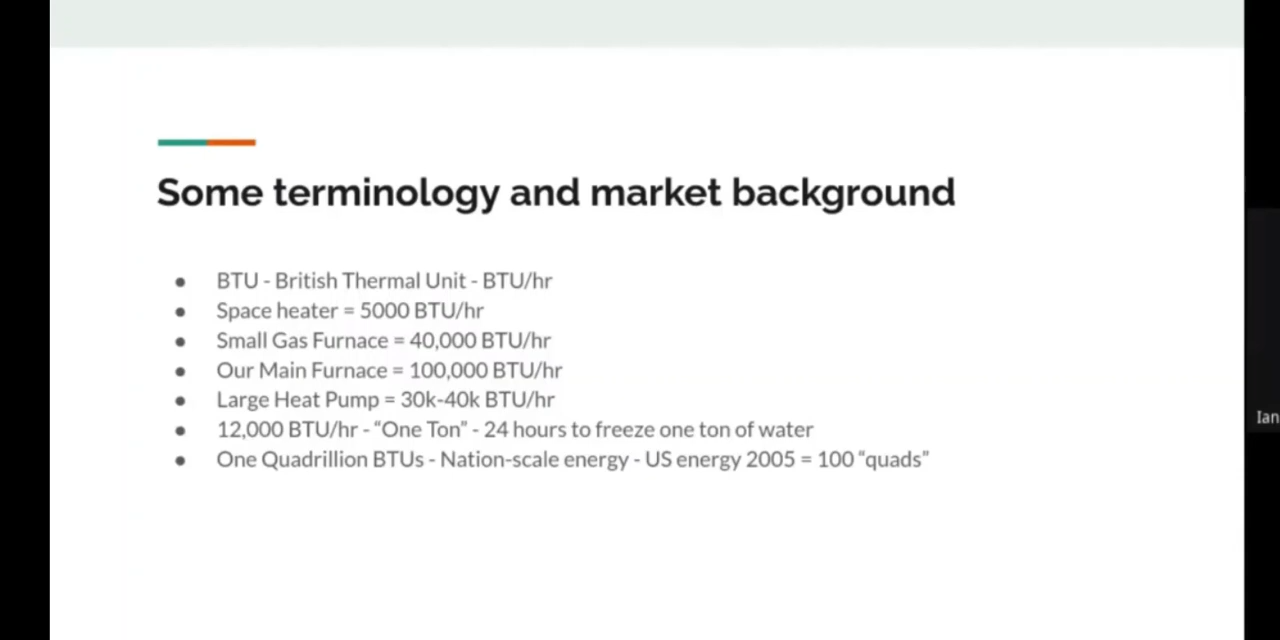 Some terminology and market background
● BTU - British Thermal Unit - BTU/hr
● Space heater = 5000 BTU/hr
● Small Gas Furnace = 40,000 BTU/hr
● Our Main Furnace = 100,000 BTU/hr
● Large Heat Pump = 30k-40k BTU/hr
● 12,000 BTU/hr - “One Ton” - 24 hours to freeze one ton of water
● One Quadrillion BTUs - Nation-scale energy - US energy 2005 = 100 “quads”
Ian